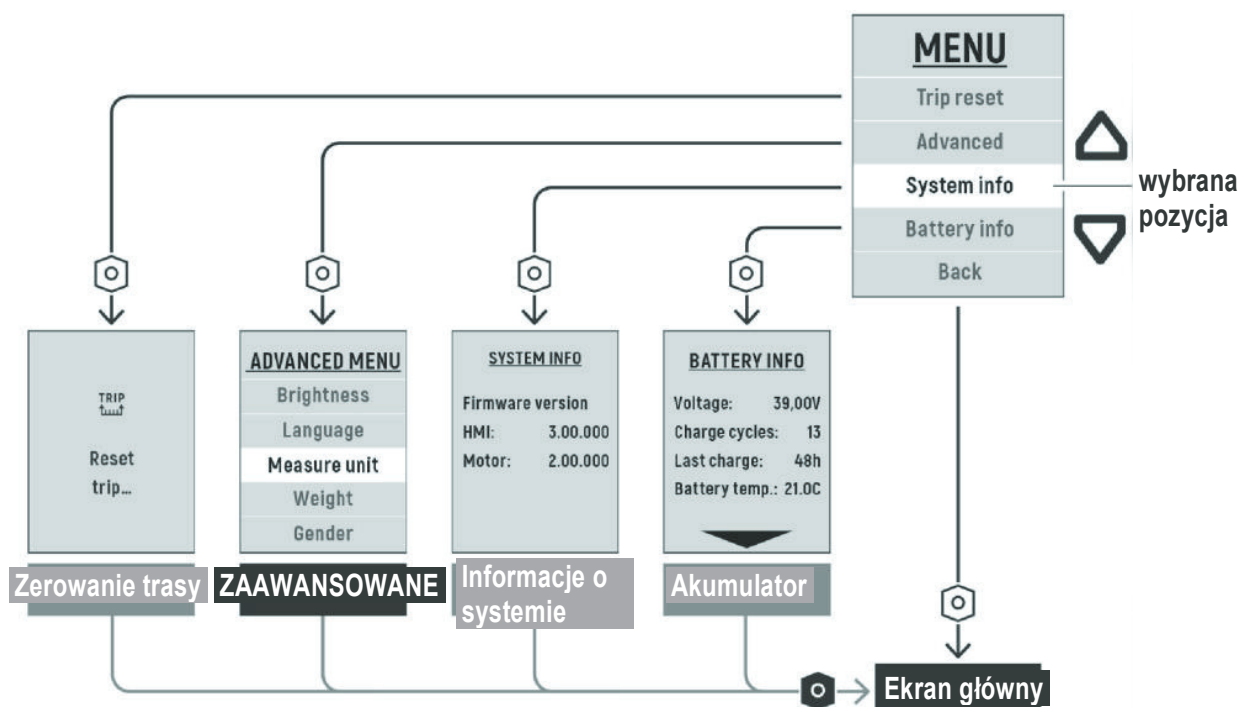 MENU
Trip reset
Advanced
System info
Battery info
Back
wybrana
pozycja
TRIP
Reset
trip...
ADVANCED MENU
Brightness
Language
Measure unit
Weight
Gender
SYSTEM INFO
Firmware version
HMI: 3.00.000
Motor: 2.00.000
BATTERY INFO
Voltage: 39,00V
Charge cycles: 13
Last charge: 48h
Battery temp.: 21.0C
Zerowanie trasy
ZAAWANSOWANE
Informacje o
systemie
Akumulator
Ekran główny